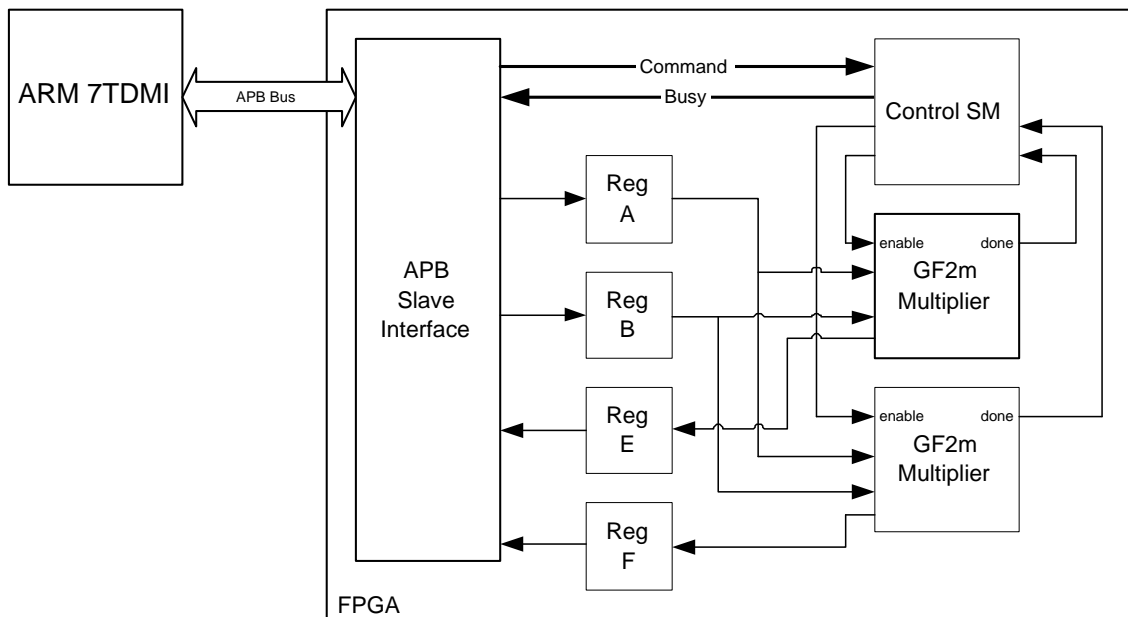 ARM 7TDMI
APB Bus
Command
Busy
Control SM
Reg
A
enable
done
GF2m
Multiplier
APB
Slave
Interface
Reg
B
Reg
E
enable
done
GF2m
Multiplier
Reg
F
FPGA